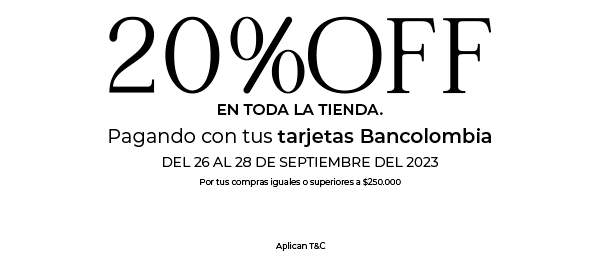 20%OFF
EN TODA LA TIENDA.
Pagando con tus tarjetas Bancolombia
DEL 26 AL 28 DE SEPTIEMBRE DEL 2023
Por tus compras iguales o superiores a $250.000
Aplican T&C